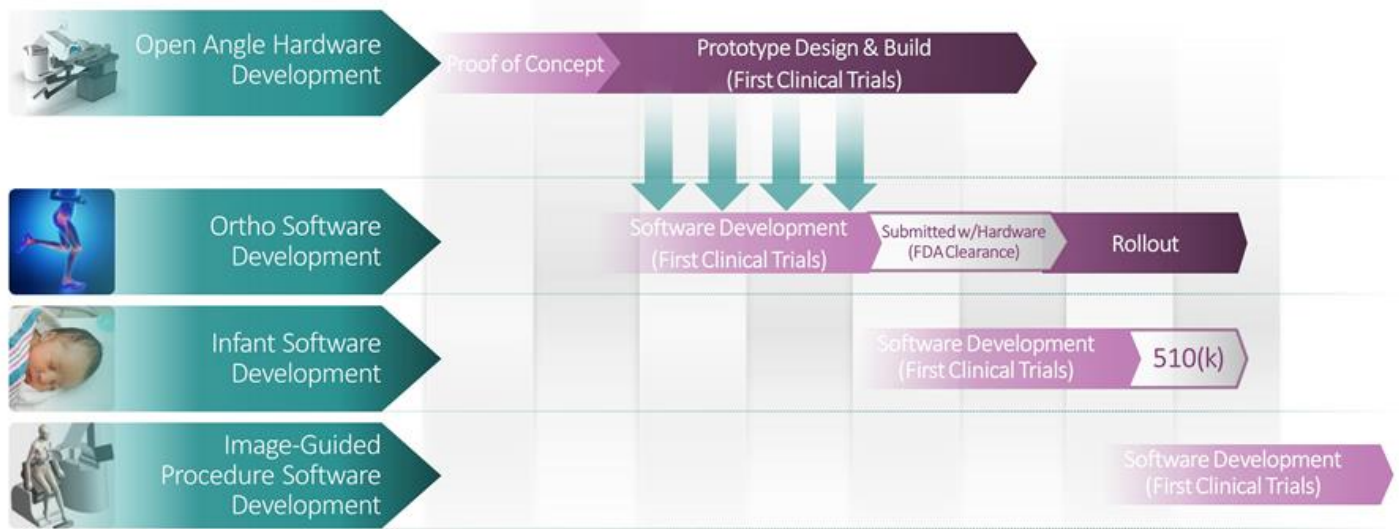 Open Angle Hardware
Development
Proof of Concept
Prototype Design & Build
(First Clinical Trials)
Ortho Software
Development
Software Development
(First Clinical Trials)
Submitted w/Hardware
(FDA Clearance)
Rollout
Infant Software
Development
Software Development
(First Clinical Trials)
510(k)
Image-Guided
Procedure Software
Development
Software Development
(First Clinical Trials)